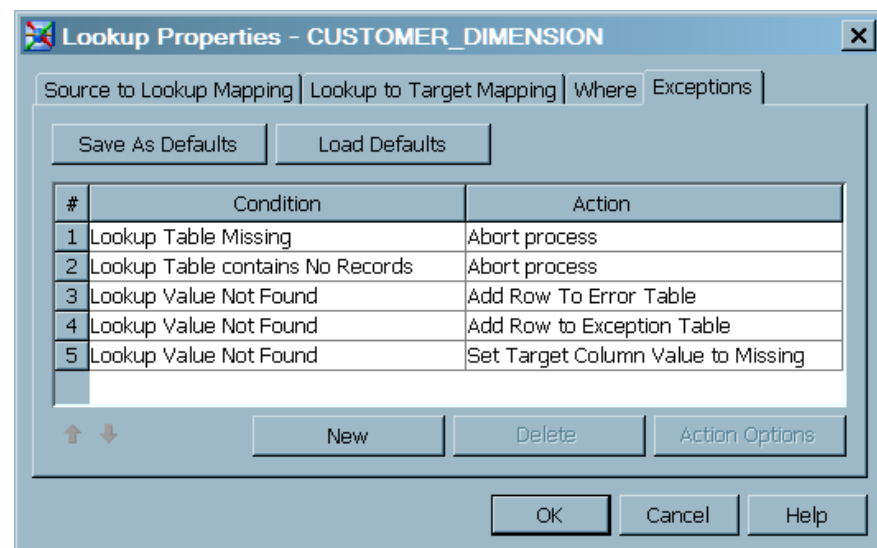 Lookup Properties - CUSTOMER_DIMENSION
Source to Lookup Mapping Lookup to Target Mapping Where Exceptions
Save As Defaults Load Defaults
# Condition Action
1 Lookup Table Missing Abort process
2 Lookup Table contains No Records Abort process
3 Lookup Value Not Found Add Row To Error Table
4 Lookup Value Not Found Add Row to Exception Table
5 Lookup Value Not Found Set Target Column Value to Missing
New Delete Action Options
OK Cancel Help